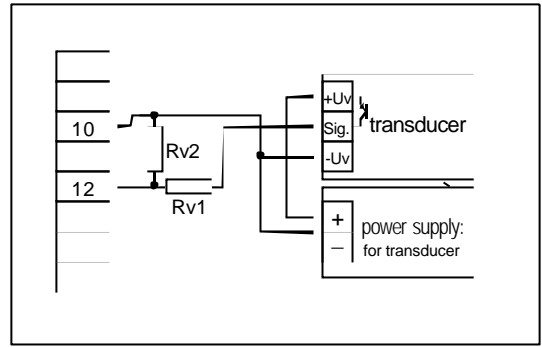 10
12
Rv2
Rv1
+Uv
Sig.
-Uv
transducer
+
–
power supply:
for transducer